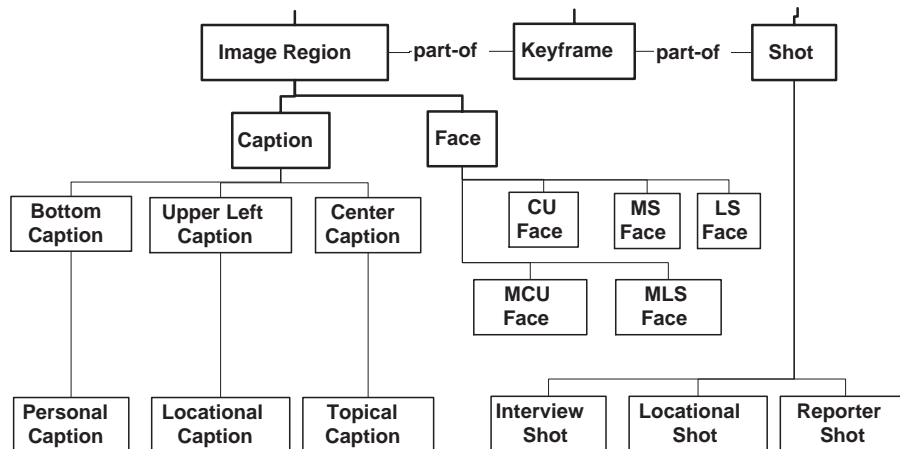 Image Region
part-of
Keyframe
part-of
Shot
Caption
Face
Bottom
Caption
Upper Left
Caption
Center
Caption
CU
Face
MS
Face
LS
Face
MCU
Face
MLS
Face
Personal
Caption
Locational
Caption
Topical
Caption
Interview
Shot
Locational
Shot
Reporter
Shot